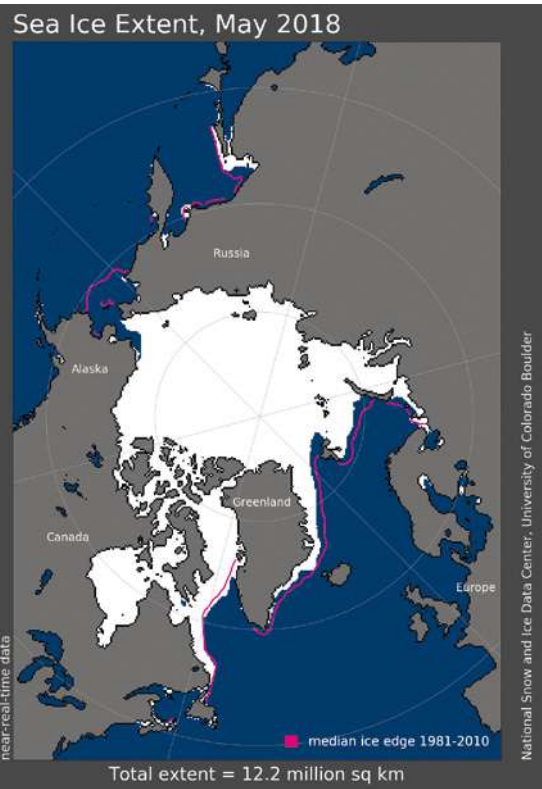 Sea Ice Extent, May 2018
Russia
Alaska
Greenland
Canada
Europe
near-real-time data
National Snow and Ice Data Center, University of Colorado Boulder
median ice edge 1981-2010
Total extent = 12.2 million sq km